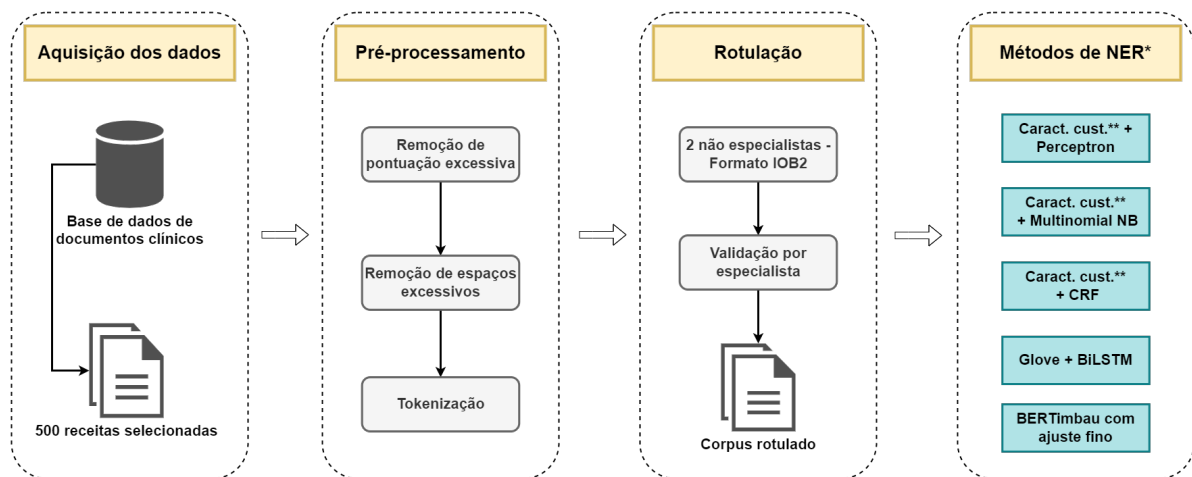 Aquisição dos dados
Base de dados de
documentos clínicos
500 receitas selecionadas
Pré-processamento
Remoção de
pontuação excessiva
Remoção de espaços
excessivos
Tokenização
Rotulação
2 não especialistas -
Formato IOB2
Validação por
especialista
Corpus rotulado
Métodos de NER*
Caract. cust.** +
Perceptron
Caract. cust.**
+ Multinomial NB
Caract. cust.**
+ CRF
Glove + BiLSTM
BERTimbau com
ajuste fino